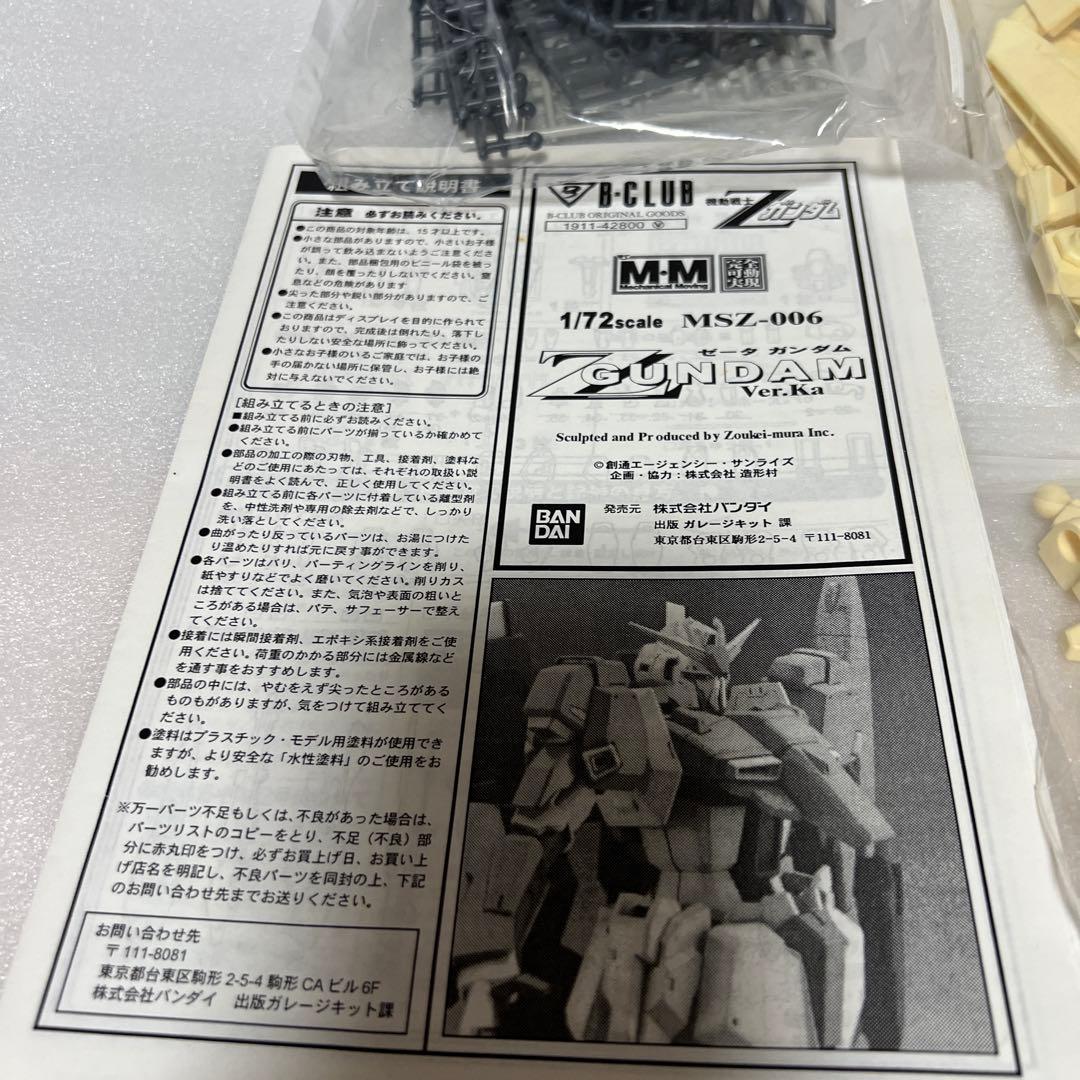 組み立て説明書
注意 必ずお読みください。
●この商品の対象年齢は、15才以上です。
●小さな部品がありますので、小さいお子様
が誤って飲み込まないようご注意くださ
い。また、部品梱包用のビニール袋を被っ
たり、顔を覆ったりしないでください。窒
息などの危険があります
●尖った部分や鋭い部分がありますので、ご
注意ください。
●この商品はディスプレイを目的に作られて
おりますので、完成後は倒れたり、落下し
たりしない安全な場所に飾ってください。
●小さなお子様のいるご家庭では、お子様の
手の届かない場所に保管し、お子様には絶
対に与えないでください。
[組み立てるときの注意]
■組み立てる前に必ずお読みください。
●組み立てる前にパーツが揃っているか確かめて
ください。
●部品の加工の際の刃物、工具、接着剤、塗料な
どのご使用にあたっては、それぞれの取扱い説
明書をよく読んで、正しく使用してください。
●組み立てる前に各パーツに付着している離型剤
を、中性洗剤や専用の除去剤などで、しっかり
洗い落としてください。
●曲がったり反っているパーツは、お湯につけた
り温めたりすれば元に戻す事ができます。
●各パーツはバリ、パーティングラインを削り、
紙やすりなどでよく磨いてください。削りカス
は捨ててください。また、気泡や表面の粗いと
ころがある場合は、パテ、サフェーサーで整え
てください。
●接着には瞬間接着剤、エポキシ系接着剤をご使
用ください。荷重のかかる部分には金属線など
を通す事をおすすめします。
●部品の中には、やむをえず尖ったところがある
ものもがありますが、気をつけて組み立ててく
ださい。
●塗料はプラスチック・モデル用塗料が使用でき
ますが、より安全な「水性塗料」のご使用をお
勧めします。
※万一パーツ不足もしくは、不良があった場合は、
パーツリストのコピーをとり、不足（不良）部
分に赤丸印をつけ、必ずお買上げ日、お買い上
げ店名を明記し、不良パーツを同封の上、下記
のお問い合わせ先までお送りください。
お問い合わせ先
〒111-8081
東京都台東区駒形 2-5-4 駒形 CA ビル 6F
株式会社バンダイ 出版ガレージキット課
B-CLUB
B-CLUB ORIGINAL GOODS
1911-42800
機動戦士 Zガンダム
M・M
Mechanical Moving
完全可動実現
1/72scale MSZ-006
ゼータ ガンダム
Z GUNDAM
Ver.Ka
Sculpted and Produced by Zoukei-mura Inc.
©創通エージェンシー・サンライズ
企画・協力：株式会社 造形村
BAN
DAI
発売元 株式会社バンダイ
出版 ガレージキット 課
東京都台東区駒形2-5-4 〒111-8081